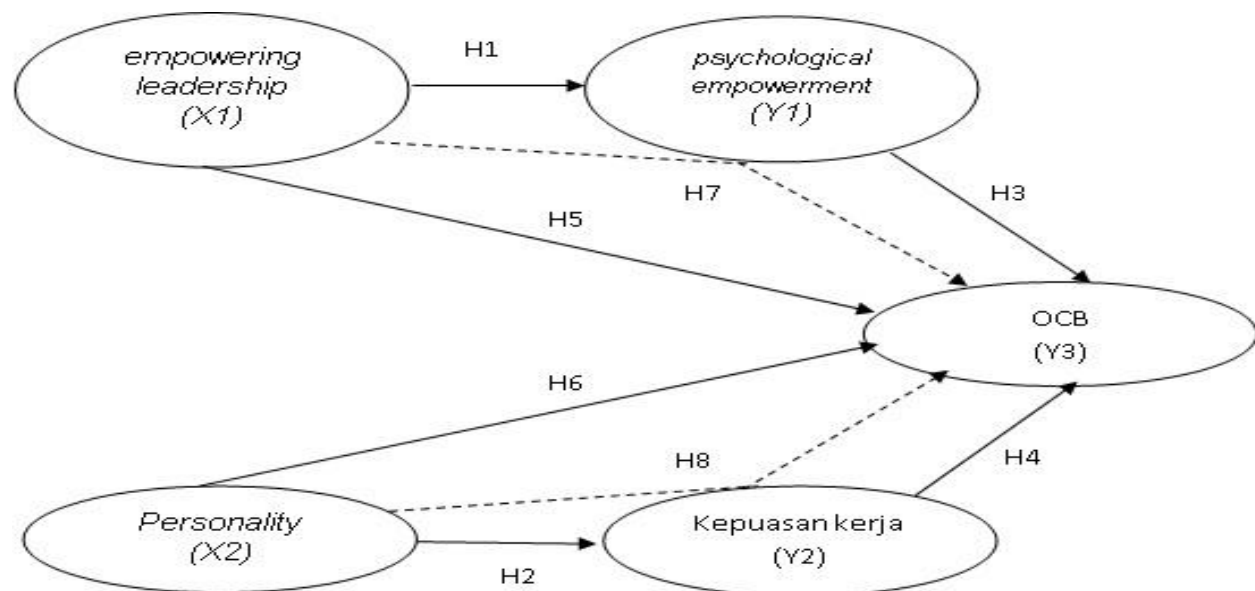 empowering
leadership
(X1)
H1
psychological
empowerment
(Y1)
H7
H3
H5
OCB
(Y3)
H6
H8
H4
Personality
(X2)
H2
Kepuasan kerja
(Y2)